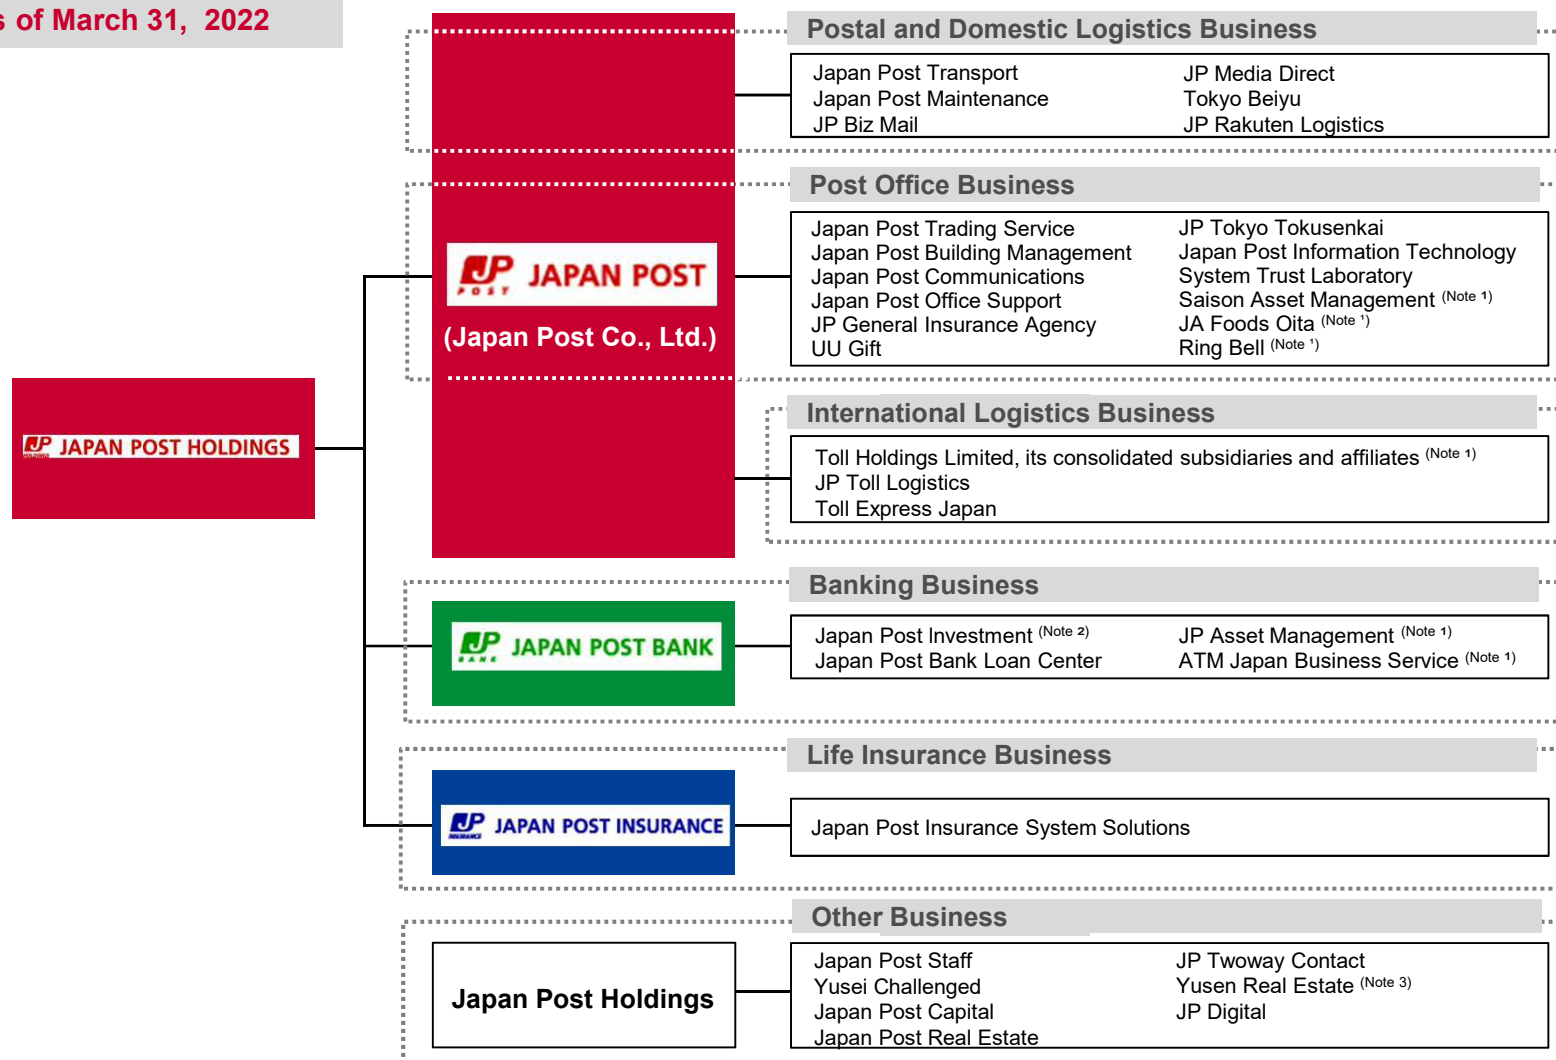 s of March 31, 2022
Postal and Domestic Logistics Business
Japan Post Transport
Japan Post Maintenance
JP Biz Mail
JP Media Direct
Tokyo Beiyu
JP Rakuten Logistics
Post Office Business
JP POST JAPAN POST
(Japan Post Co., Ltd.)
Japan Post Trading Service
Japan Post Building Management
Japan Post Communications
Japan Post Office Support
JP General Insurance Agency
UU Gift
JP Tokyo Tokusenkai
Japan Post Information Technology
System Trust Laboratory
Saison Asset Management (Note 1)
JA Foods Oita (Note 1)
Ring Bell (Note 1)
JP HOLDINGS JAPAN POST HOLDINGS
International Logistics Business
Toll Holdings Limited, its consolidated subsidiaries and affiliates (Note 1)
JP Toll Logistics
Toll Express Japan
Banking Business
JP BANK JAPAN POST BANK
Japan Post Investment (Note 2)
Japan Post Bank Loan Center
JP Asset Management (Note 1)
ATM Japan Business Service (Note 1)
Life Insurance Business
JP INSURANCE JAPAN POST INSURANCE
Japan Post Insurance System Solutions
Other Business
Japan Post Holdings
Japan Post Staff
Yusei Challenged
Japan Post Capital
Japan Post Real Estate
JP Twoway Contact
Yusen Real Estate (Note 3)
JP Digital